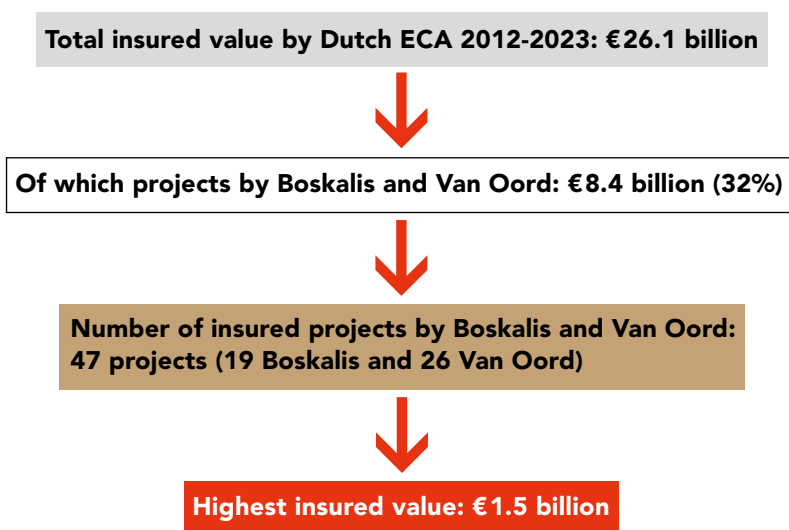 Total insured value by Dutch ECA 2012-2023: €26.1 billion
Of which projects by Boskalis and Van Oord: €8.4 billion (32%)
Number of insured projects by Boskalis and Van Oord:
47 projects (19 Boskalis and 26 Van Oord)
Highest insured value: €1.5 billion